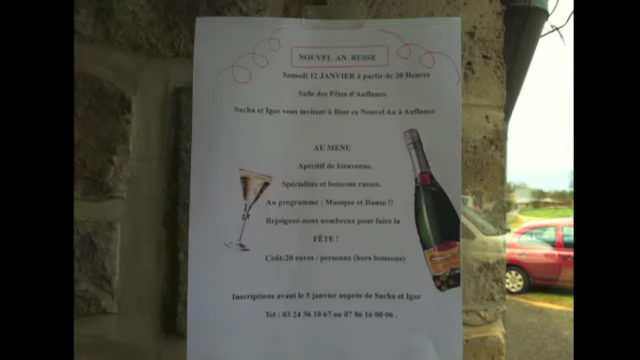 NOUVEL AN RUSSE
Samedi 12 JANVIER à partir de 20 Heures
Salle des Fêtes d'Auflance.
Sacha et Igor vous invitent à fêter ce Nouvel An à Auflance
AU MENU
Apéritif de bienvenue.
Spécialités et boissons russes.
Au programme : Musique et Danse !!
Rejoignez-nous nombreux pour faire la
FÊTE !
Coût:20 euros / personne (hors boissons)
Inscriptions avant le 5 janvier auprès de Sacha et Igor
Tél : 03 24 36 10 67 ou 07 86 16 00 06 .